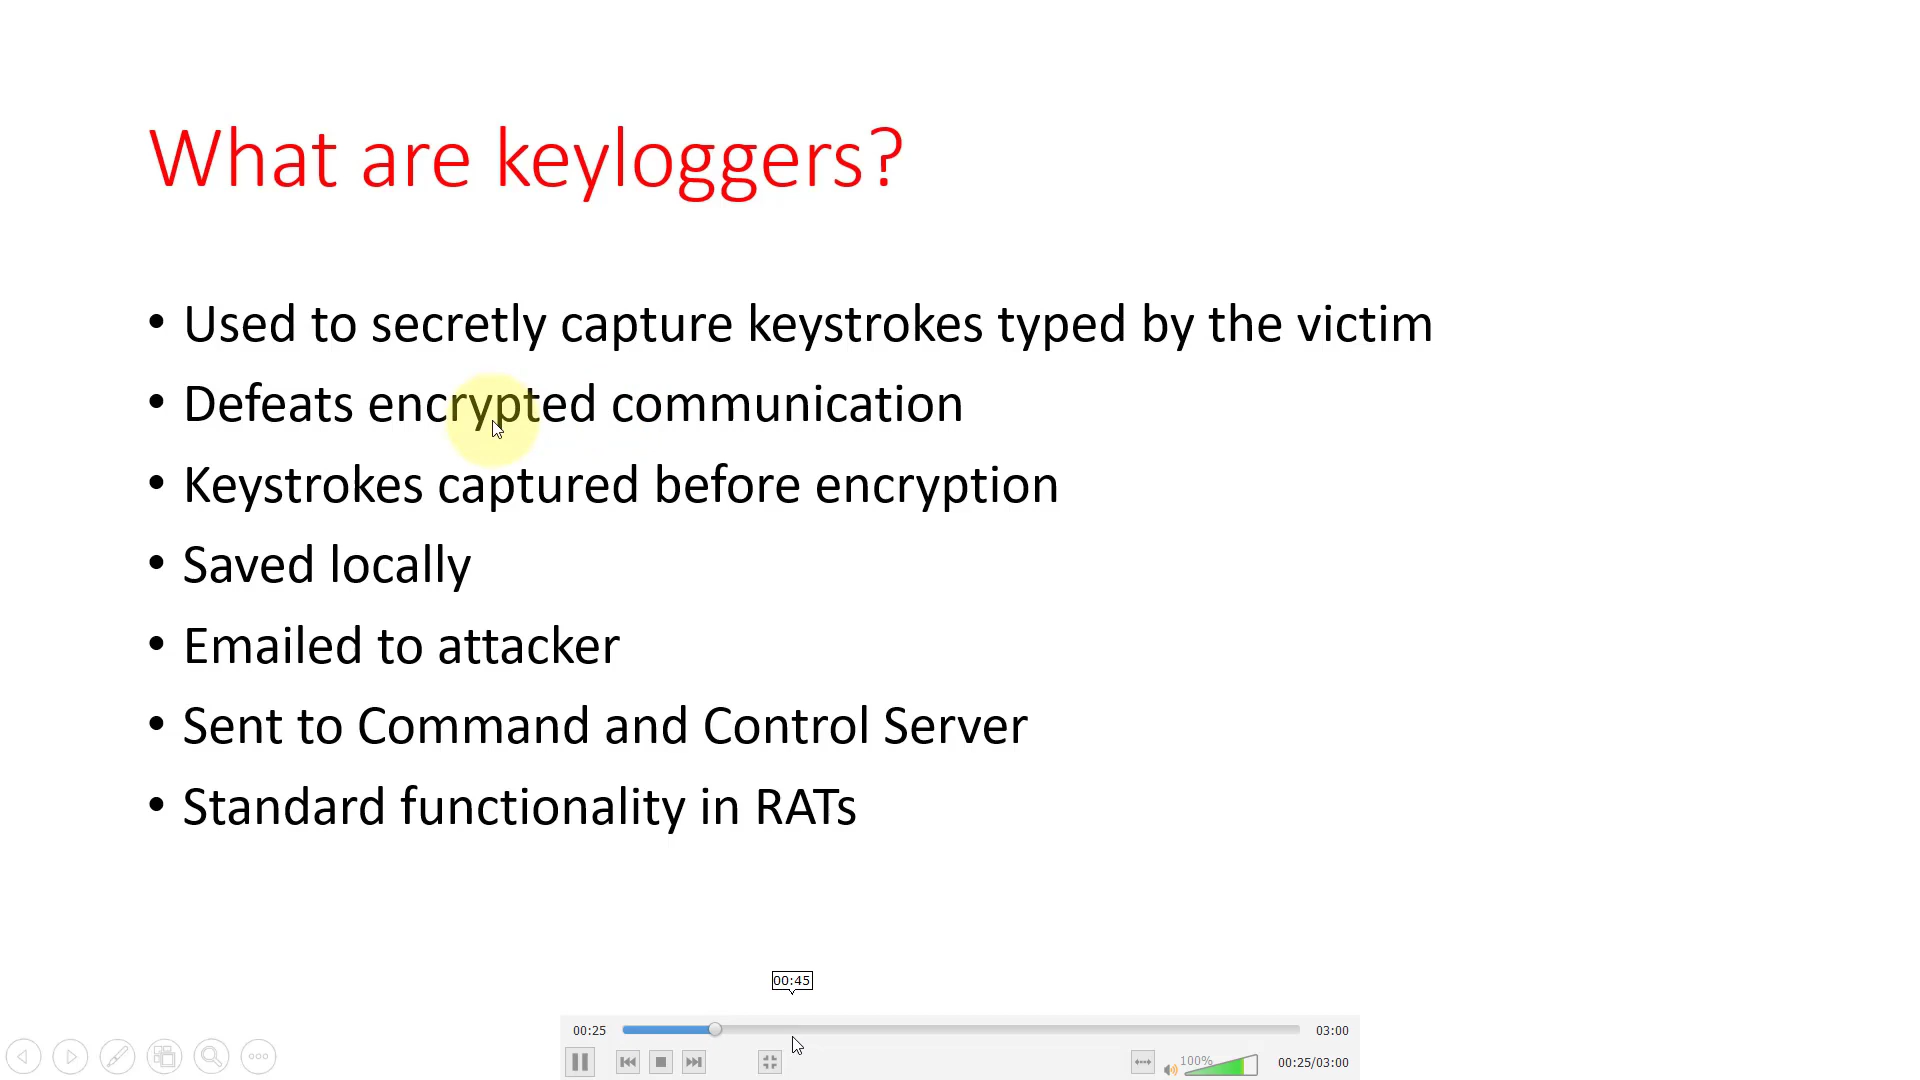 What are keyloggers?
• Used to secretly capture keystrokes typed by the victim
• Defeats encrypted communication
• Keystrokes captured before encryption
• Saved locally
• Emailed to attacker
• Sent to Command and Control Server
• Standard functionality in RATs
00:45
00:25 03:00
100% 00:25/03:00